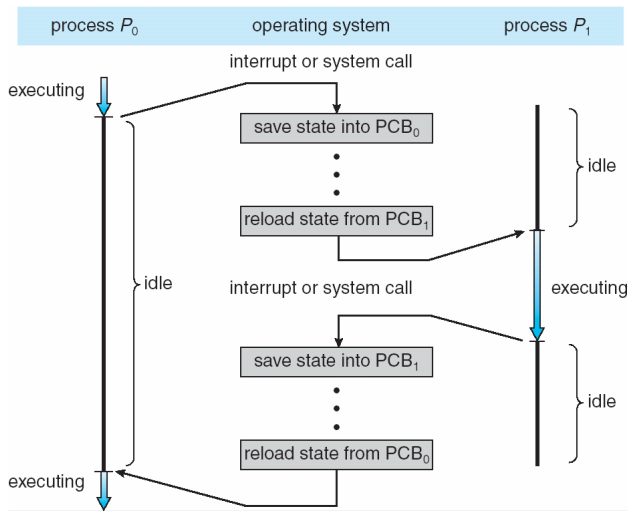 process P₀ operating system process P₁
interrupt or system call
executing
save state into PCB₀
idle
reload state from PCB₁
idle
interrupt or system call
executing
save state into PCB₁
idle
reload state from PCB₀
executing